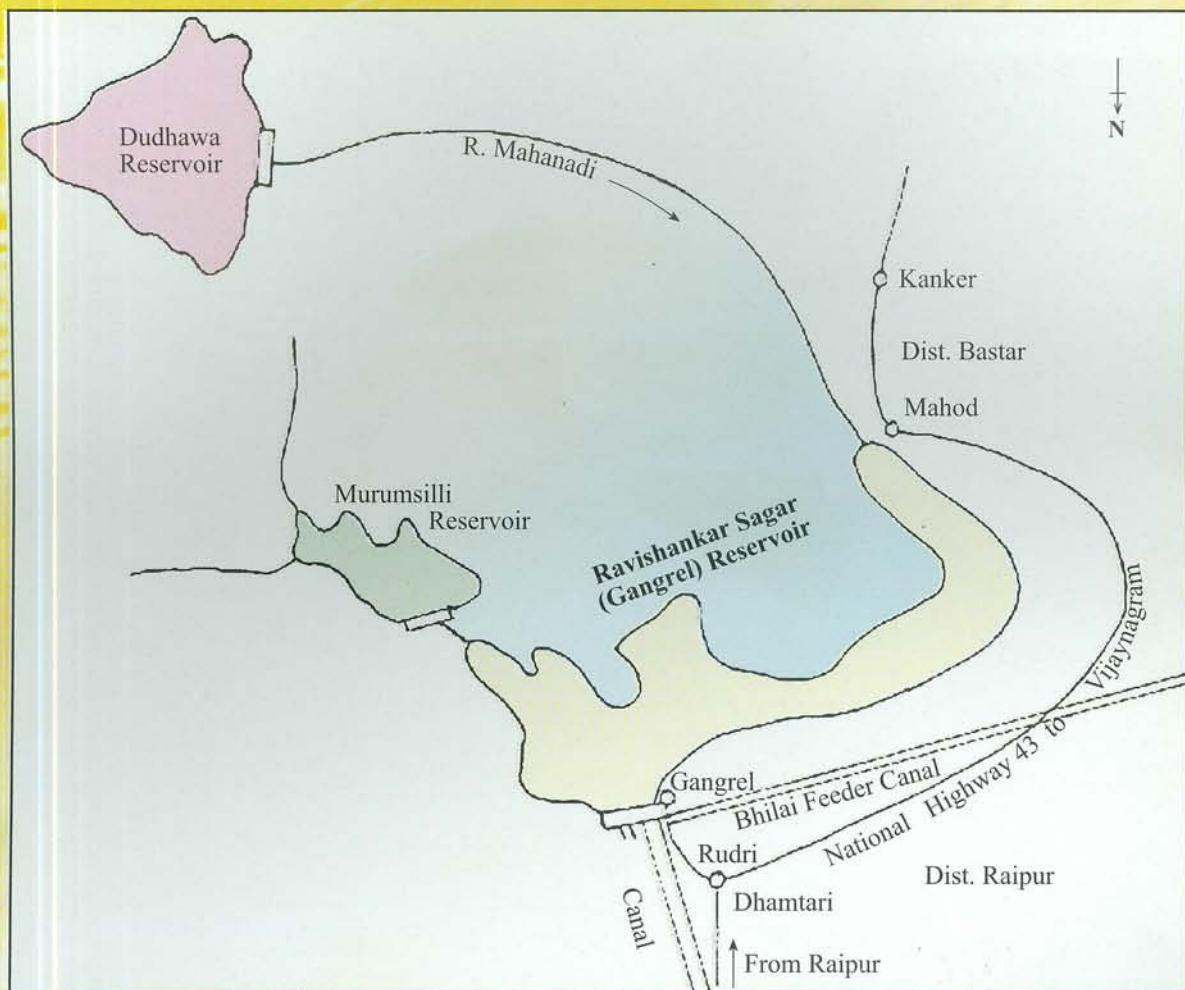 Dudhawa
Reservoir
R. Mahanadi
N
Kanker
Dist. Bastar
Mahod
Murumsilli
Reservoir
Ravishankar Sagar
(Gangrel) Reservoir
Vijaynagram
National Highway 43 to
Gangrel
Bhilai Feeder Canal
Rudri
Dist. Raipur
Dhamtari
Canal
From Raipur